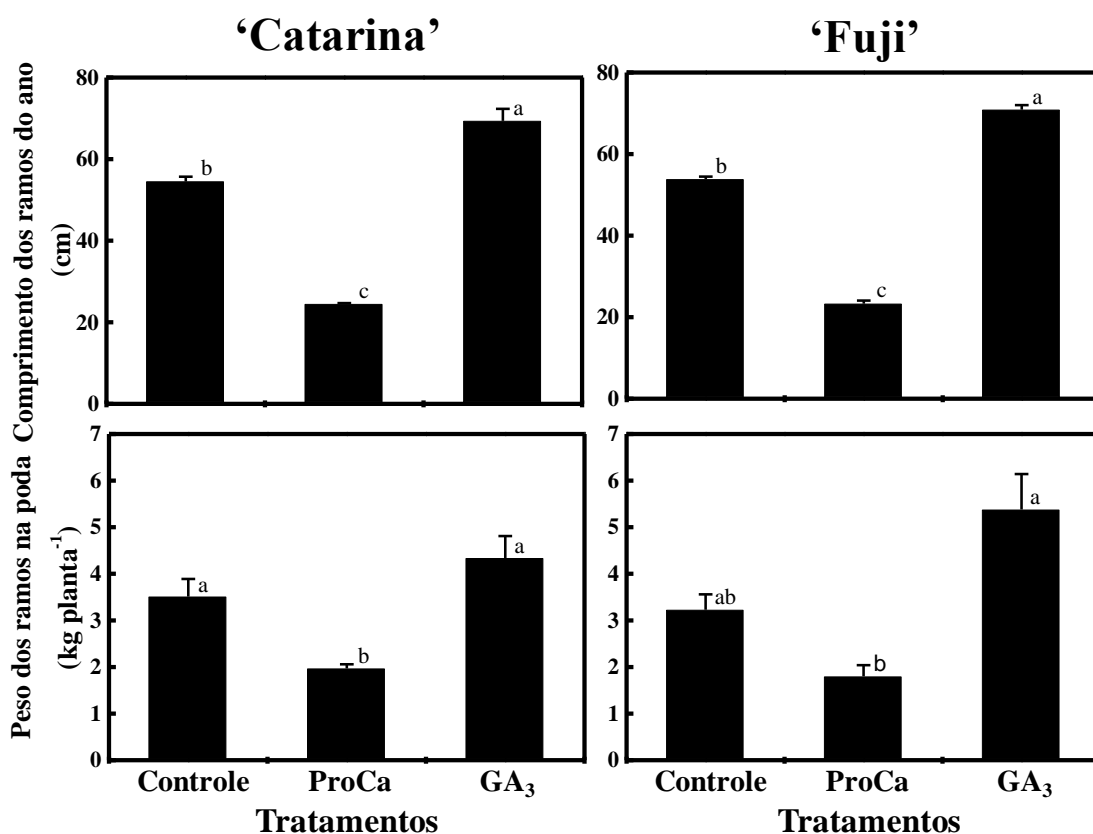 ‘Catarina’
‘Fuji’
Comprimento dos ramos do ano
(cm)
80
60
40
20
0
b
c
a
80
60
40
20
0
b
c
a
Peso dos ramos na poda
(kg planta-1)
7
6
5
4
3
2
1
0
a
b
a
7
6
5
4
3
2
1
0
ab
b
a
Controle ProCa GA3
Tratamentos
Controle ProCa GA3
Tratamentos